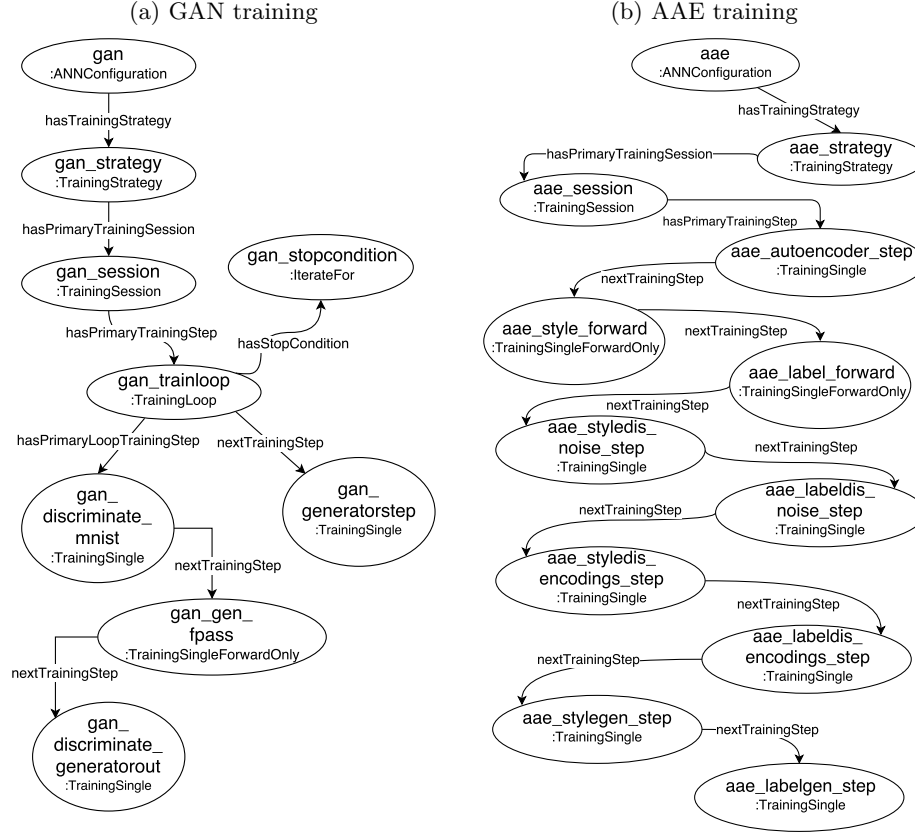 (a) GAN training
gan
:ANNConfiguration
hasTrainingStrategy
gan_strategy
:TrainingStrategy
hasPrimaryTrainingSession
gan_session
:TrainingSession
gan_stopcondition
:IterateFor
hasPrimaryTrainingStep
hasStopCondition
gan_trainloop
:TrainingLoop
hasPrimaryLoopTrainingStep
nextTrainingStep
gan_
discriminate_
mnist
:TrainingSingle
gan_
generatorstep
:TrainingSingle
nextTrainingStep
gan_gen_
fpass
:TrainingSingleForwardOnly
nextTrainingStep
gan_
discriminate_
generatorout
:TrainingSingle
(b) AAE training
aae
:ANNConfiguration
hasTrainingStrategy
aae_strategy
:TrainingStrategy
hasPrimaryTrainingSession
aae_session
:TrainingSession
hasPrimaryTrainingStep
aae_autoencoder_step
:TrainingSingle
nextTrainingStep
aae_style_forward
:TrainingSingleForwardOnly
nextTrainingStep
aae_label_forward
:TrainingSingleForwardOnly
nextTrainingStep
aae_styledis_
noise_step
:TrainingSingle
nextTrainingStep
aae_labeldis_
noise_step
:TrainingSingle
nextTrainingStep
aae_styledis_
encodings_step
:TrainingSingle
nextTrainingStep
aae_labeldis_
encodings_step
:TrainingSingle
nextTrainingStep
aae_stylegen_step
:TrainingSingle
nextTrainingStep
aae_labelgen_step
:TrainingSingle